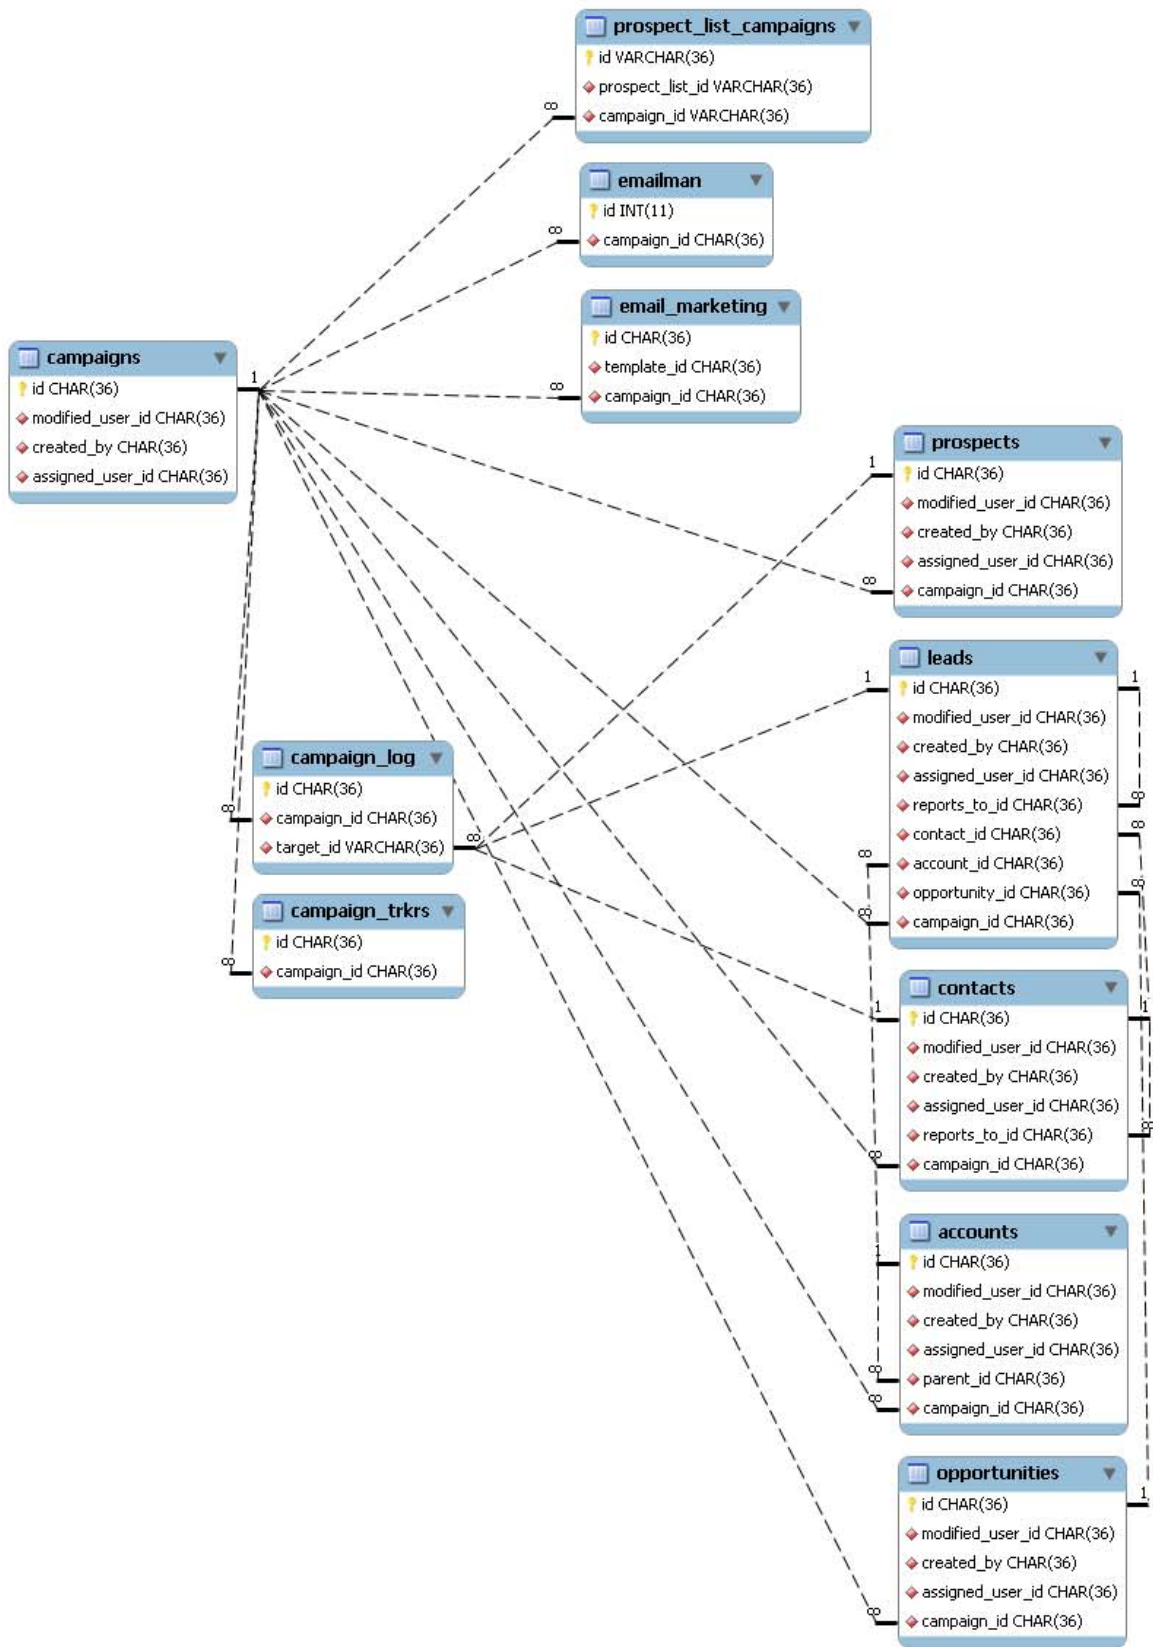 prospect_list_campaigns
id VARCHAR(36)
prospect_list_id VARCHAR(36)
campaign_id VARCHAR(36)
∞
emailman
id INT(11)
campaign_id CHAR(36)
∞
email_marketing
id CHAR(36)
template_id CHAR(36)
campaign_id CHAR(36)
∞
campaigns
id CHAR(36)
modified_user_id CHAR(36)
created_by CHAR(36)
assigned_user_id CHAR(36)
1
prospects
1
id CHAR(36)
modified_user_id CHAR(36)
created_by CHAR(36)
assigned_user_id CHAR(36)
campaign_id CHAR(36)
∞
leads
1
id CHAR(36)
1
modified_user_id CHAR(36)
created_by CHAR(36)
assigned_user_id CHAR(36)
reports_to_id CHAR(36)
∞
contact_id CHAR(36)
∞
account_id CHAR(36)
∞
opportunity_id CHAR(36)
∞
campaign_id CHAR(36)
∞
campaign_log
id CHAR(36)
campaign_id CHAR(36)
∞
target_id VARCHAR(36)
∞
campaign_trkrs
id CHAR(36)
campaign_id CHAR(36)
∞
contacts
1
id CHAR(36)
1
modified_user_id CHAR(36)
created_by CHAR(36)
assigned_user_id CHAR(36)
reports_to_id CHAR(36)
∞
campaign_id CHAR(36)
∞
accounts
1
id CHAR(36)
modified_user_id CHAR(36)
created_by CHAR(36)
assigned_user_id CHAR(36)
parent_id CHAR(36)
∞
campaign_id CHAR(36)
∞
opportunities
id CHAR(36)
1
modified_user_id CHAR(36)
created_by CHAR(36)
assigned_user_id CHAR(36)
campaign_id CHAR(36)
∞